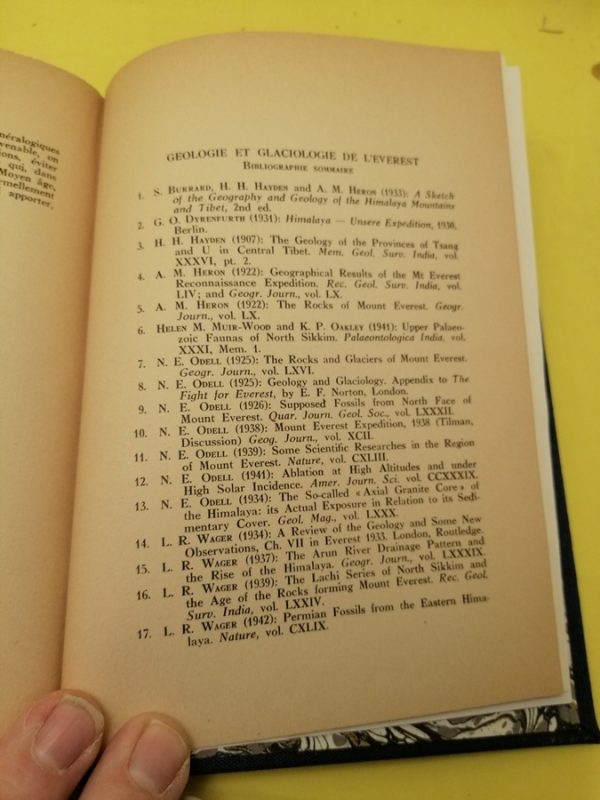 néralogiques
venable, on
ions, éviter
qui, dans
Moyen âge,
rmellement
apporter,
GEOLOGIE ET GLACIOLOGIE DE L'EVEREST
BIBLIOGRAPHIE SOMMAIRE
1. S. BURRARD, H. H. HAYDEN and A. M. HERON (1933): A Sketch
of the Geography and Geology of the Himalaya Mountains
and Tibet, 2nd ed.
2. G. O. DYRENFURTH (1931): Himalaya — Unsere Expedition, 1930,
Berlin.
3. H. H. HAYDEN (1907): The Geology of the Provinces of Tsang
and U in Central Tibet. Mem. Geol. Surv. India, vol.
XXXVI, pt. 2.
4. A. M. HERON (1922): Geographical Results of the Mt Everest
Reconnaissance Expedition. Rec. Geol. Surv. India, vol.
LIV; and Geogr. Journ., vol. LX.
5. A. M. HERON (1922): The Rocks of Mount Everest. Geogr.
Journ., vol. LX.
6. HELEN M. MUIR-WOOD and K. P. OAKLEY (1941): Upper Palaeo-
zoic Faunas of North Sikkim. Palaeontologica India, vol.
XXXI, Mem. 1.
7. N. E. ODELL (1925): The Rocks and Glaciers of Mount Everest.
Geogr. Journ., vol. LXVI.
8. N. E. ODELL (1925): Geology and Glaciology. Appendix to The
Fight for Everest, by E. F. Norton, London.
9. N. E. ODELL (1926): Supposed Fossils from North Face of
Mount Everest. Quar. Journ. Geol. Soc., vol. LXXXII.
10. N. E. ODELL (1938): Mount Everest Expedition, 1938 (Tilman,
Discussion) Geog. Journ., vol. XCII.
11. N. E. ODELL (1939): Some Scientific Researches in the Region
of Mount Everest. Nature, vol. CXLIII.
12. N. E. ODELL (1941): Ablation at High Altitudes and under
High Solar Incidence. Amer. Journ. Sci. vol. CCXXXIX.
13. N. E. ODELL (1934): The So-called « Axial Granite Core » of
the Himalaya: its Actual Exposure in Relation to its Sedi-
mentary Cover. Geol. Mag., vol. LXXX.
14. L. R. WAGER (1934): A Review of the Geology and Some New
Observations, Ch. VII in Everest 1933. London, Routledge.
15. L. R. WAGER (1937): The Arun River Drainage Pattern and
the Rise of the Himalaya. Geogr. Journ., vol. LXXXIX.
16. L. R. WAGER (1939): The Lachi Series of North Sikkim and
the Age of the Rocks forming Mount Everest. Rec. Geol.
Surv. India, vol. LXXIV.
17. L. R. WAGER (1942): Permian Fossils from the Eastern Hima-
laya. Nature, vol. CXLIX.